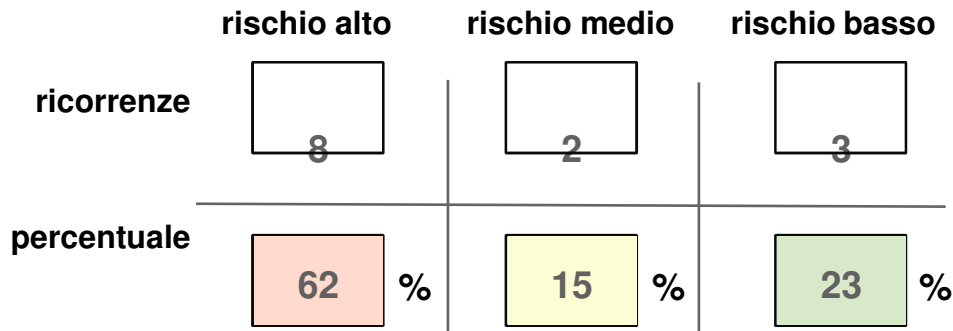 rischio alto rischio medio rischio basso
ricorrenze
8 2 3
percentuale
62 % 15 % 23 %